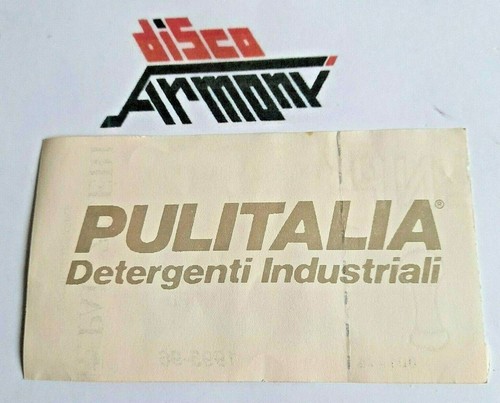 disco
Armony
PULITALIA®
Detergenti Industriali